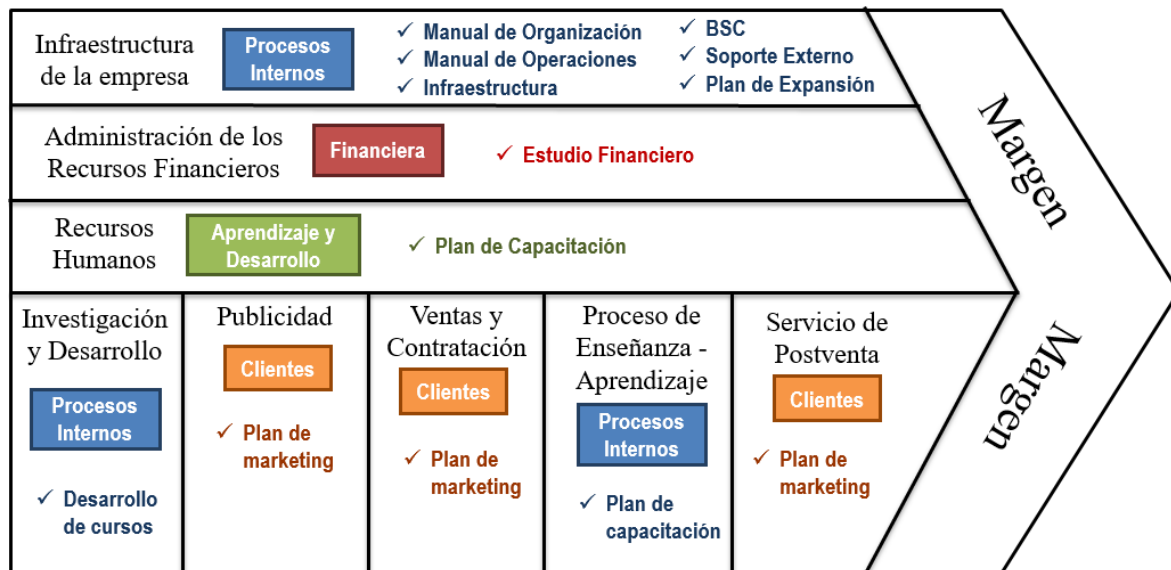 Infraestructura
de la empresa
Procesos
Internos
✓ Manual de Organización
✓ Manual de Operaciones
✓ Infraestructura
✓ BSC
✓ Soporte Externo
✓ Plan de Expansión
Administración de los
Recursos Financieros
Financiera
✓ Estudio Financiero
Recursos
Humanos
Aprendizaje y
Desarrollo
✓ Plan de Capacitación
Margen
Margen
Investigación
y Desarrollo
Procesos
Internos
✓ Desarrollo
de cursos
Publicidad
Clientes
✓ Plan de
marketing
Ventas y
Contratación
Clientes
✓ Plan de
marketing
Proceso de
Enseñanza -
Aprendizaje
Procesos
Internos
✓ Plan de
capacitación
Servicio de
Postventa
Clientes
✓ Plan de
marketing